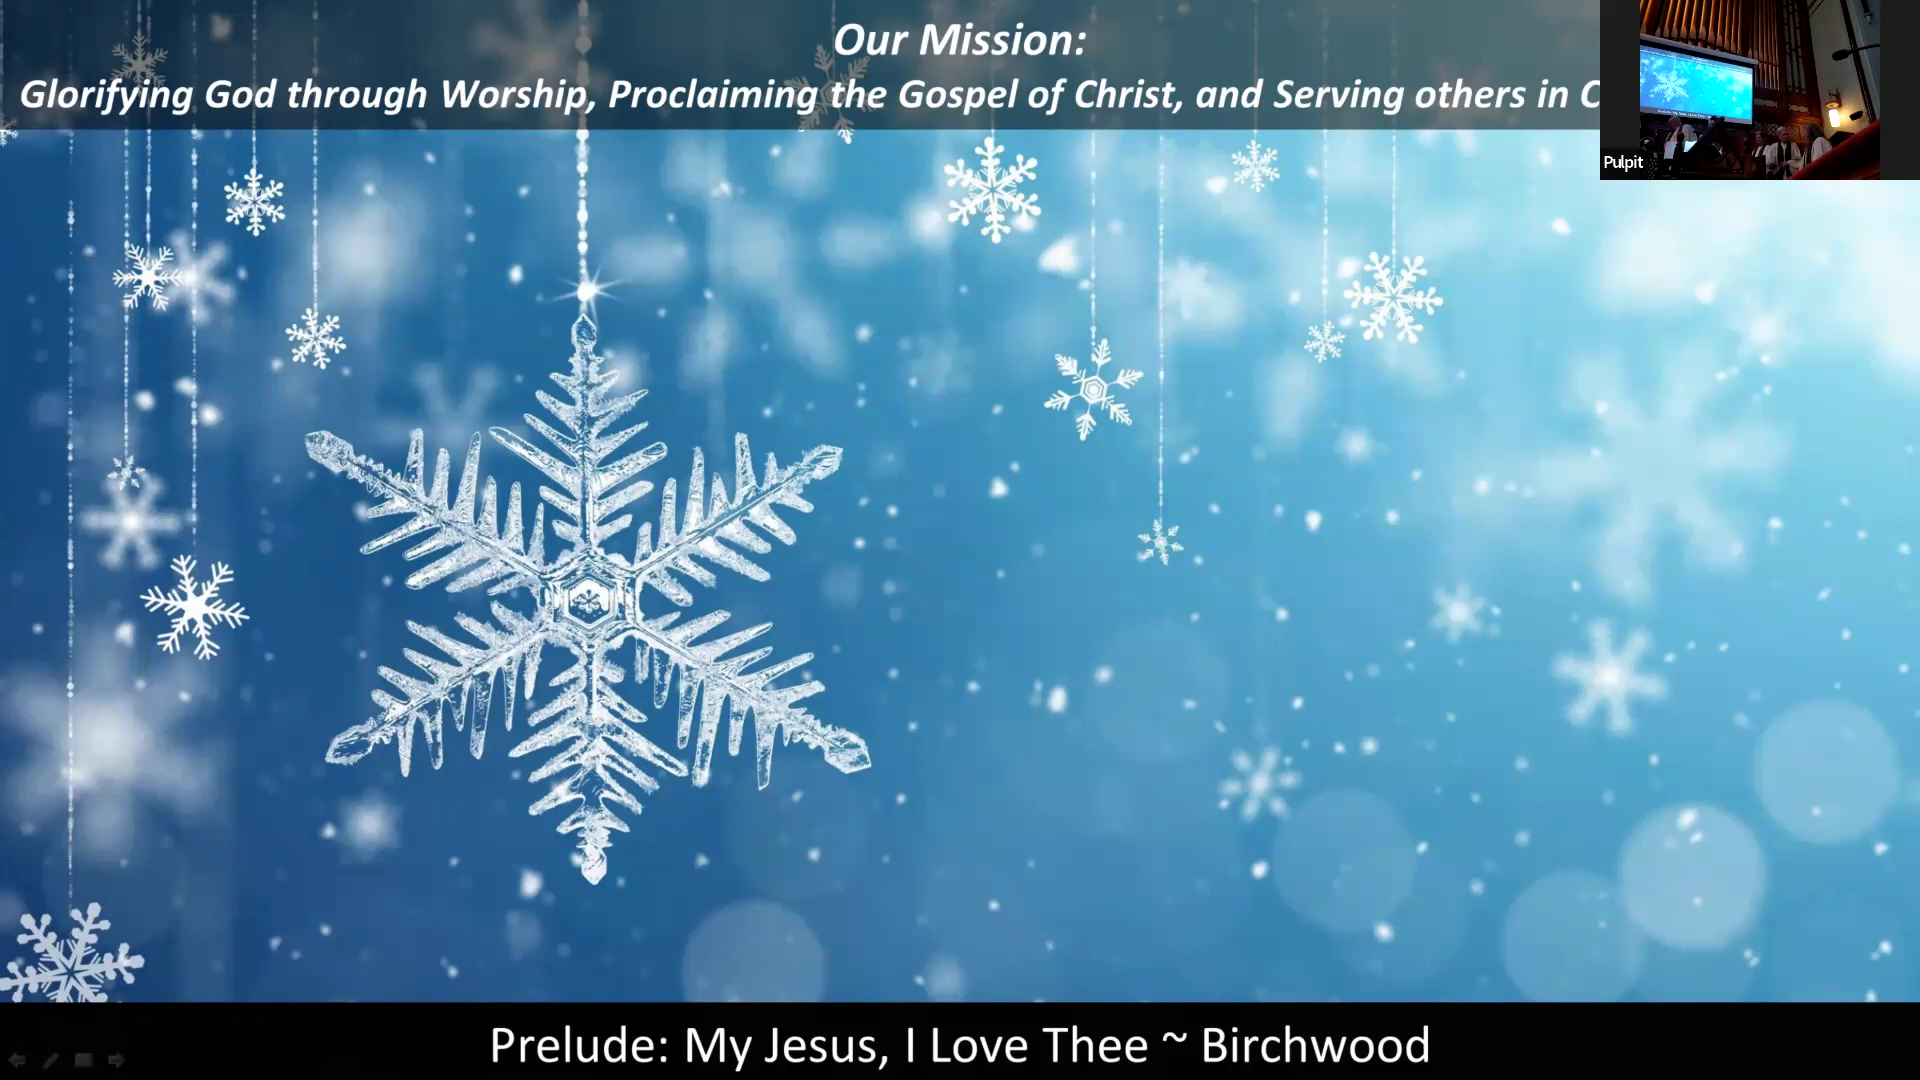 Our Mission:
Glorifying God through Worship, Proclaiming the Gospel of Christ, and Serving others in C
Pulpit
Prelude: My Jesus, I Love Thee ~ Birchwood